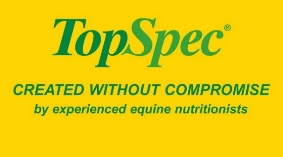 TopSpec®
CREATED WITHOUT COMPROMISE
by experienced equine nutritionists